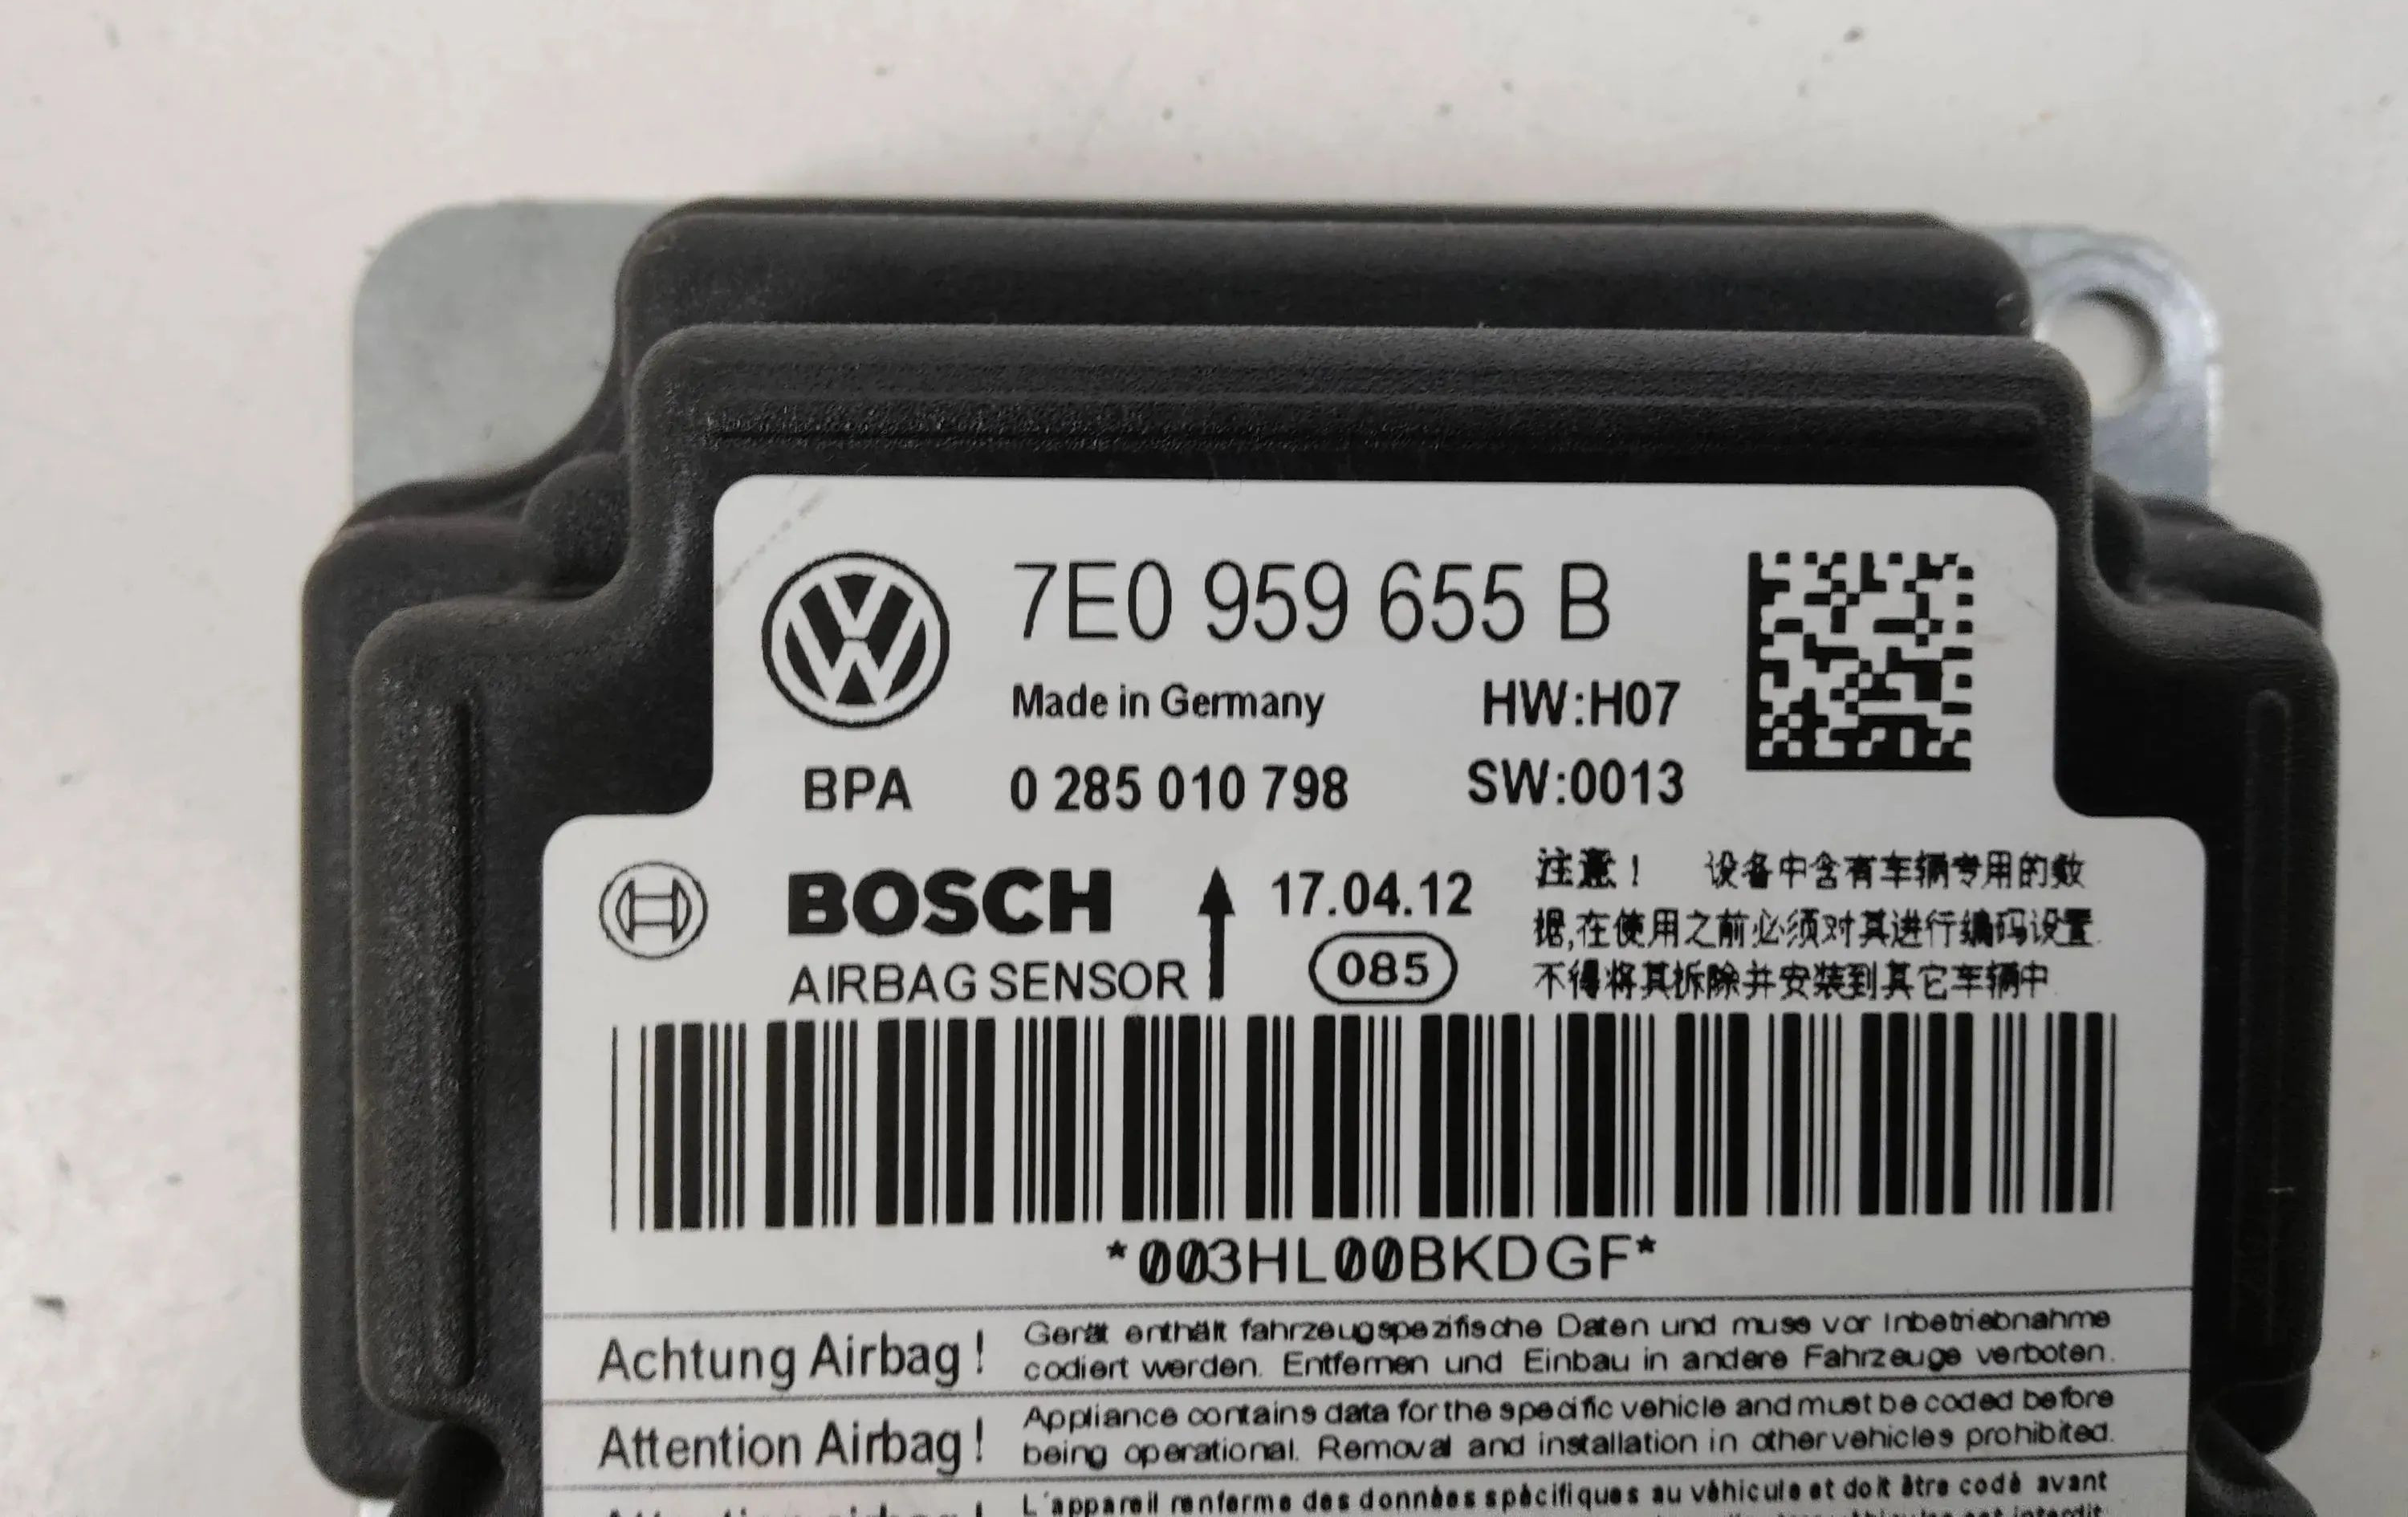 7E0 959 655 B
Made in Germany HW:H07
BPA 0 285 010 798 SW:0013
BOSCH 17.04.12
AIRBAG SENSOR 085
注意！ 设备中含有车辆专用的数
据,在使用之前必须对其进行编码设置.
不得将其拆除并安装到其它车辆中
*003HL00BKDGF*
Achtung Airbag! Gerät enthält fahrzeugspezifische Daten und muss vor Inbetriebnahme
codiert werden. Entfernen und Einbau in andere Fahrzeuge verboten.
Attention Airbag! Appliance contains data for the specific vehicle and must be coded before
being operational. Removal and installation in other vehicles prohibited.
L'appareil renferme des données spécifiques au véhicule et doit être codé avant